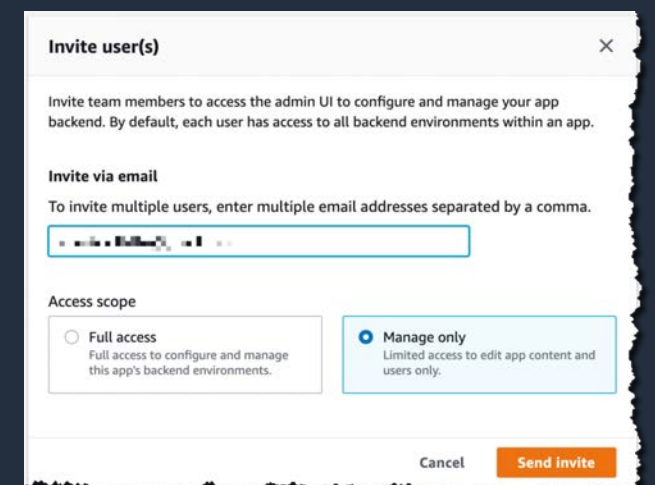 Invite user(s)
Invite team members to access the admin UI to configure and manage your app
backend. By default, each user has access to all backend environments within an app.
Invite via email
To invite multiple users, enter multiple email addresses separated by a comma.
Access scope
Full access
Full access to configure and manage
this app's backend environments.
Manage only
Limited access to edit app content and
users only.
Cancel
Send invite